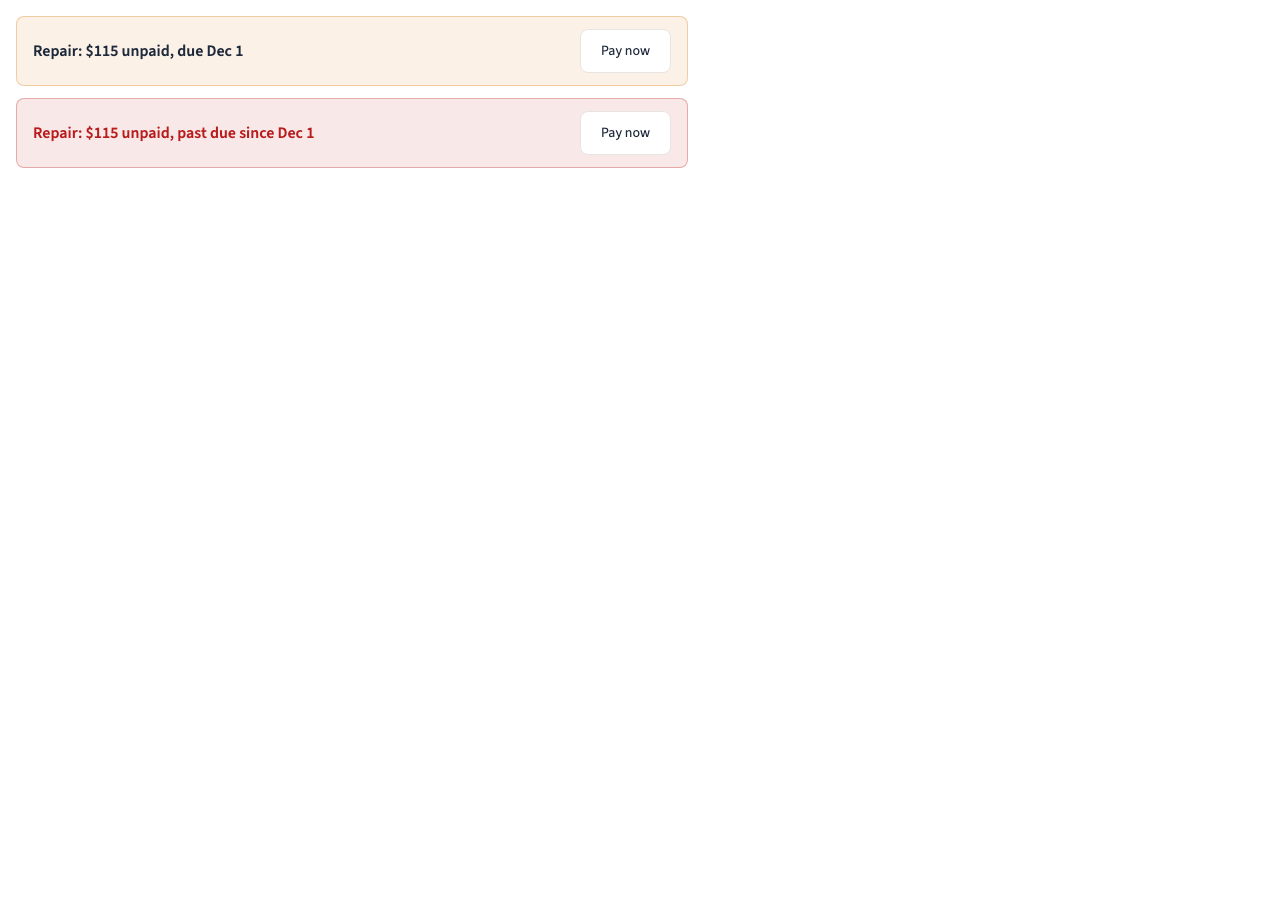 Repair: $115 unpaid, due Dec 1
Pay now
Repair: $115 unpaid, past due since Dec 1
Pay now